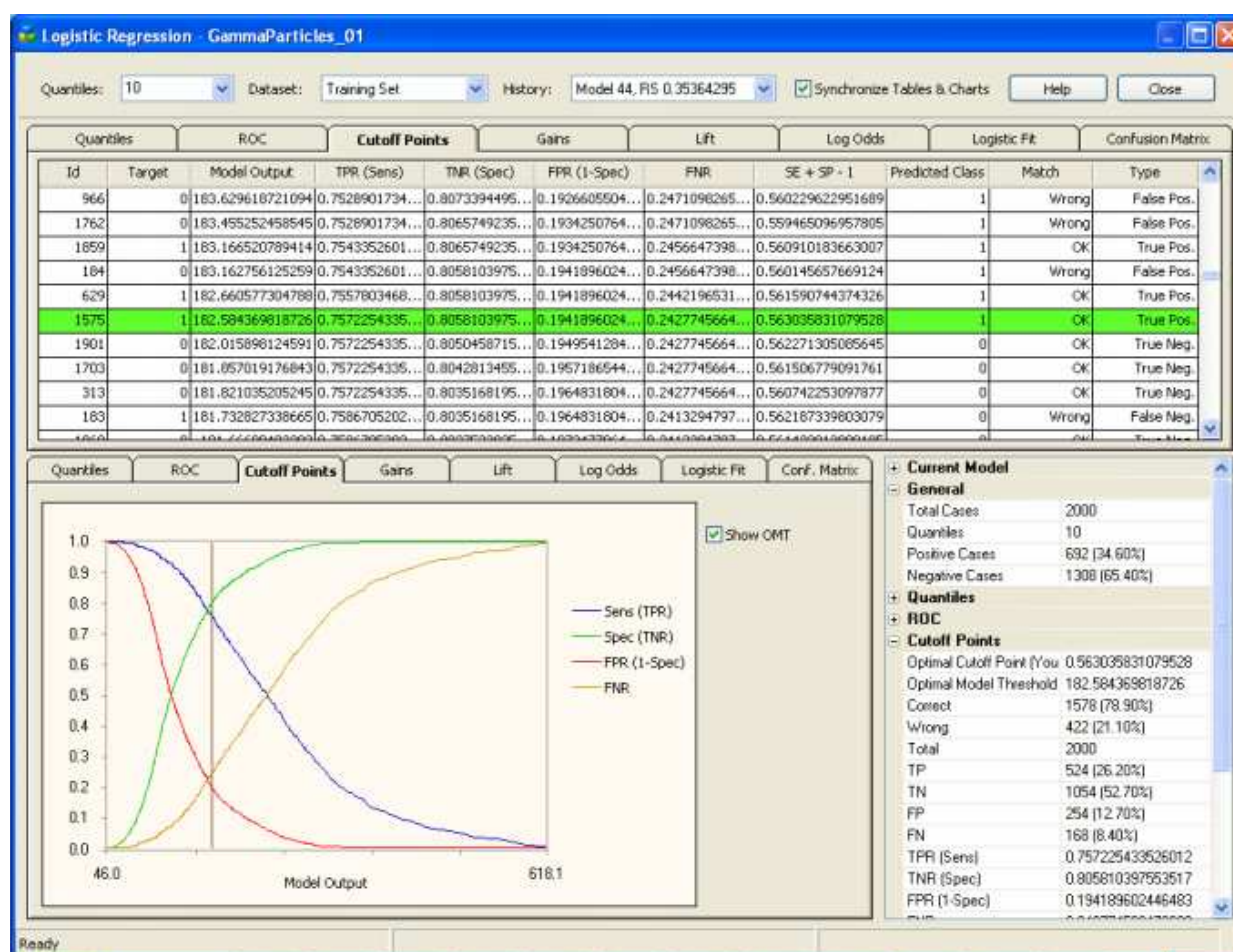 Logistic Regression - GammaParticles_01
Quantiles: 10 Dataset: Training Set History: Model 44, FIS 0.35364295 Synchronize Tables & Charts Help Close
Quantiles ROC Cutoff Points Gains Lift Log Odds Logistic Fit Confusion Matrix
Id Target Model Output TPR (Sens) TNR (Spec) FPR (1-Spec) FNR SE + SP - 1 Predicted Class Match Type
966 0 183.629618721094 0.7528901734... 0.8073394495... 0.1926605504... 0.2471098265... 0.560229622951689 1 Wrong False Pos.
1762 0 183.455252458545 0.7528901734... 0.8065749235... 0.1934250764... 0.2471098265... 0.559465096957805 1 Wrong False Pos.
1859 1 183.166520789414 0.7543352601... 0.8065749235... 0.1934250764... 0.2456647398... 0.560910183663007 1 OK True Pos.
184 0 183.162756125259 0.7543352601... 0.8058103975... 0.1941896024... 0.2456647398... 0.560145657669124 1 Wrong False Pos.
629 1 182.660577304788 0.7557803468... 0.8058103975... 0.1941896024... 0.2442196531... 0.561590744374326 1 OK True Pos.
1575 1 182.584369818726 0.7572254335... 0.8058103975... 0.1941896024... 0.2427745664... 0.563035831079528 1 OK True Pos.
1901 0 182.015898124591 0.7572254335... 0.8050458715... 0.1949541284... 0.2427745664... 0.562271305085645 0 OK True Neg.
1703 0 181.857019176843 0.7572254335... 0.8042813455... 0.1957186544... 0.2427745664... 0.561506779091761 0 OK True Neg.
313 0 181.821035205245 0.7572254335... 0.8035168195... 0.1964831804... 0.2427745664... 0.560742253097877 0 OK True Neg.
183 1 181.732827338665 0.7586705202... 0.8035168195... 0.1964831804... 0.2413294797... 0.562187339803079 0 Wrong False Neg.
Quantiles ROC Cutoff Points Gains Lift Log Odds Logistic Fit Conf. Matrix
Show OMT
1.0
0.9
0.8
0.7
0.6
0.5
0.4
0.3
0.2
0.1
0.0
46.0 Model Output 618.1
Sens (TPR)
Spec (TNR)
FPR (1-Spec)
FNR
Current Model
General
Total Cases 2000
Quantiles 10
Positive Cases 692 (34.60%)
Negative Cases 1308 (65.40%)
Quantiles
ROC
Cutoff Points
Optimal Cutoff Point (You 0.563035831079528
Optimal Model Threshold 182.584369818726
Correct 1578 (78.90%)
Wrong 422 (21.10%)
Total 2000
TP 524 (26.20%)
TN 1054 (52.70%)
FP 254 (12.70%)
FN 168 (8.40%)
TPR (Sens) 0.757225433526012
TNR (Spec) 0.805810397553517
FPR (1-Spec) 0.194189602446483
Ready